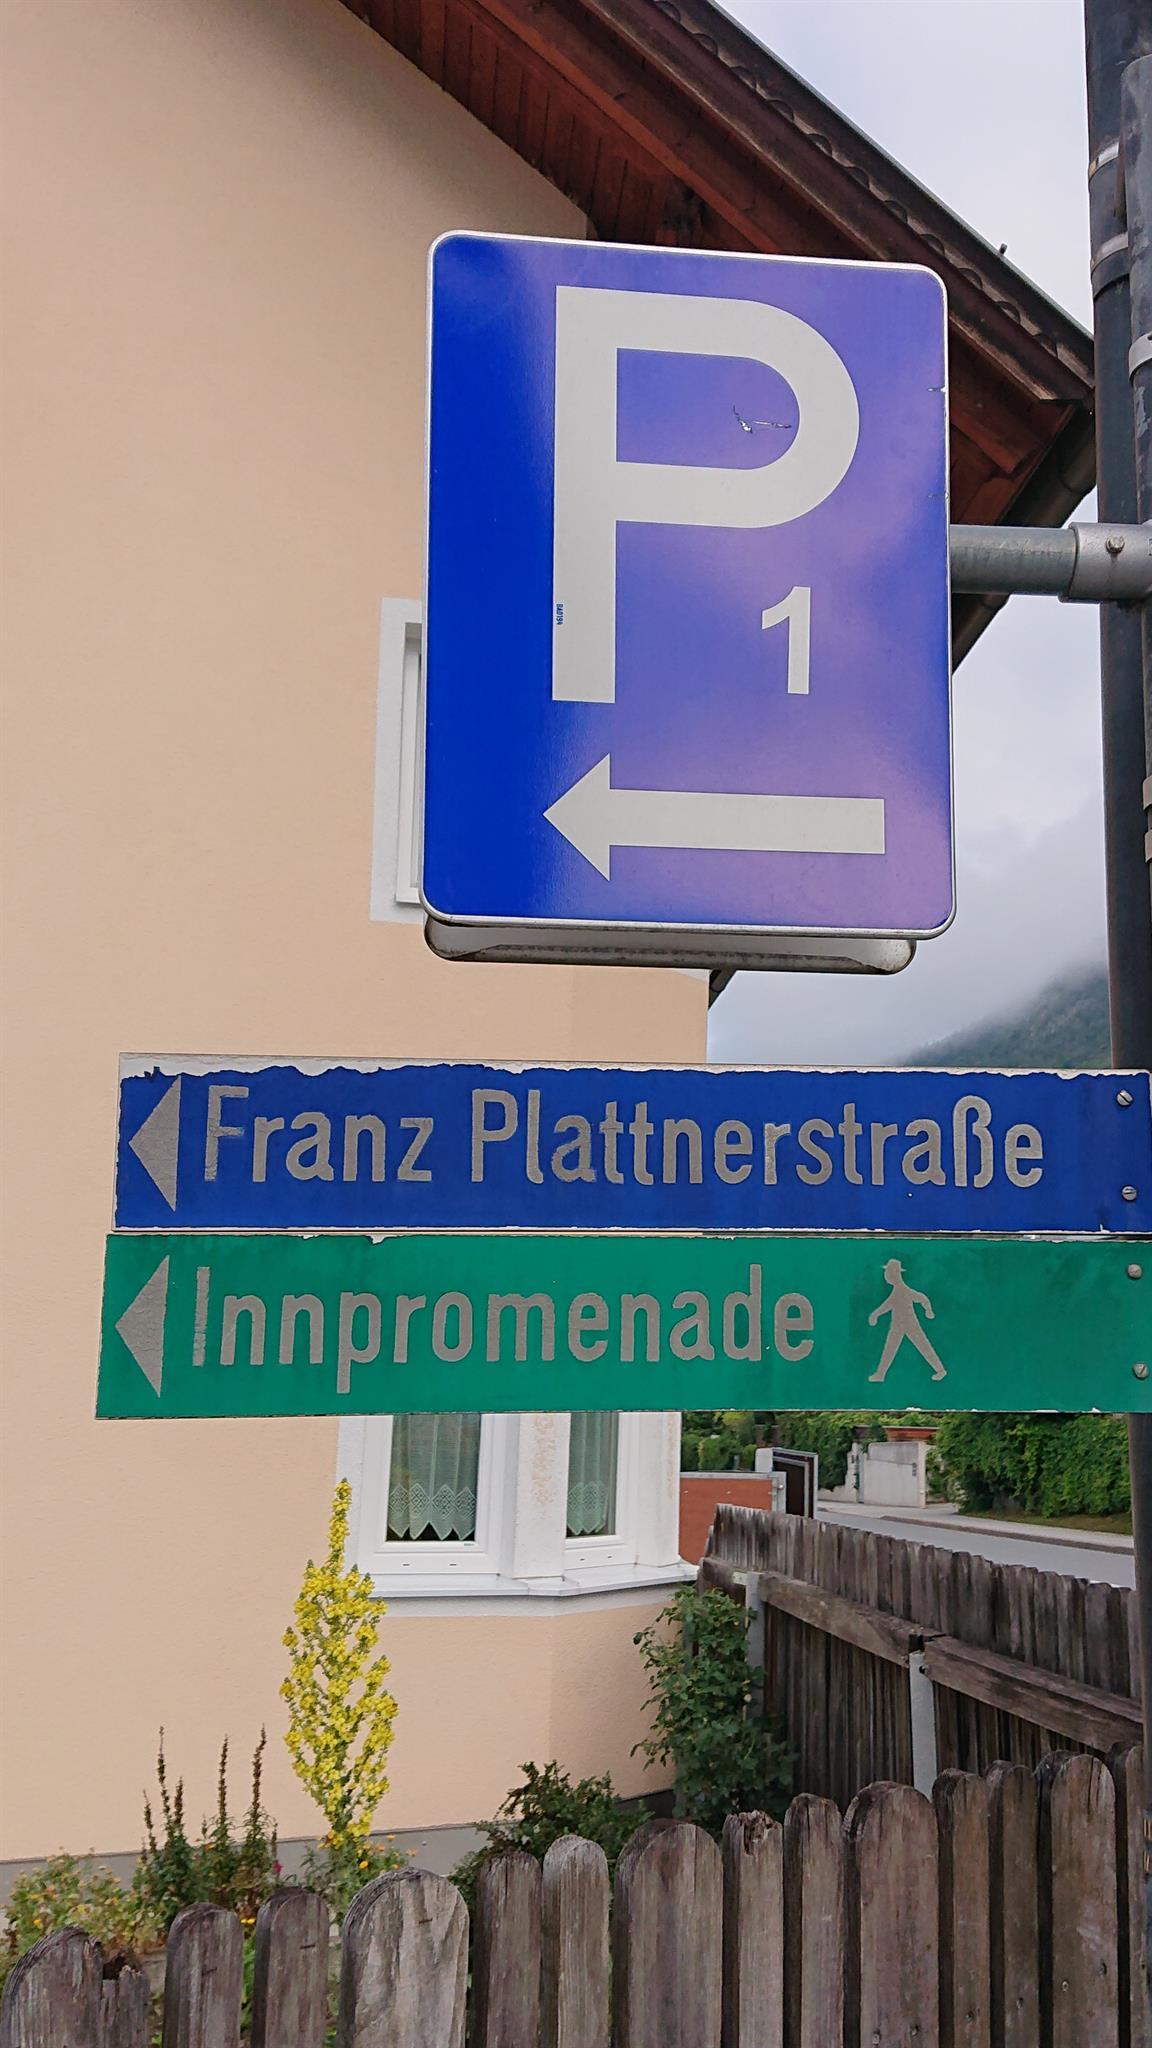 P
1
Franz Plattnerstraße
Innpromenade